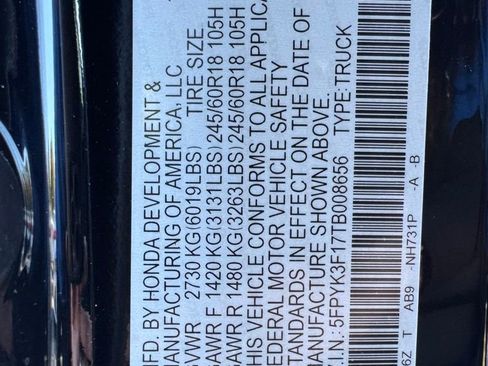 MFD. BY HONDA DEVELOPMENT &
MANUFACTURING OF AMERICA, LLC
GVWR 2730 KG (6019LBS) TIRE SIZE
GAWR F 1420 KG (3131LBS) 245/60R18 105H
GAWR R 1480 KG (3263LBS) 245/60R18 105H
THIS VEHICLE CONFORMS TO ALL APPLICA
FEDERAL MOTOR VEHICLE SAFETY
STANDARDS IN EFFECT ON THE DATE OF
MANUFACTURE SHOWN ABOVE.
V.I.N.: 5FPYK3F17TB008656 TYPE: TRUCK
6Z T AB9 -NH731P -A -B